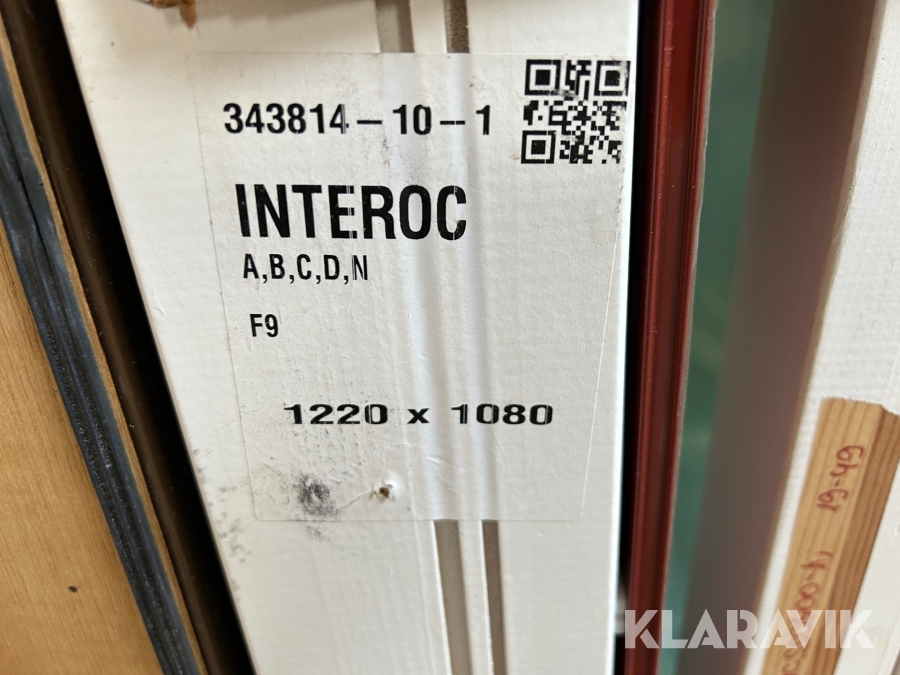 343814-10-1
INTEROC
A,B,C,D,N
F9
1220 x 1080
KLARAVIK